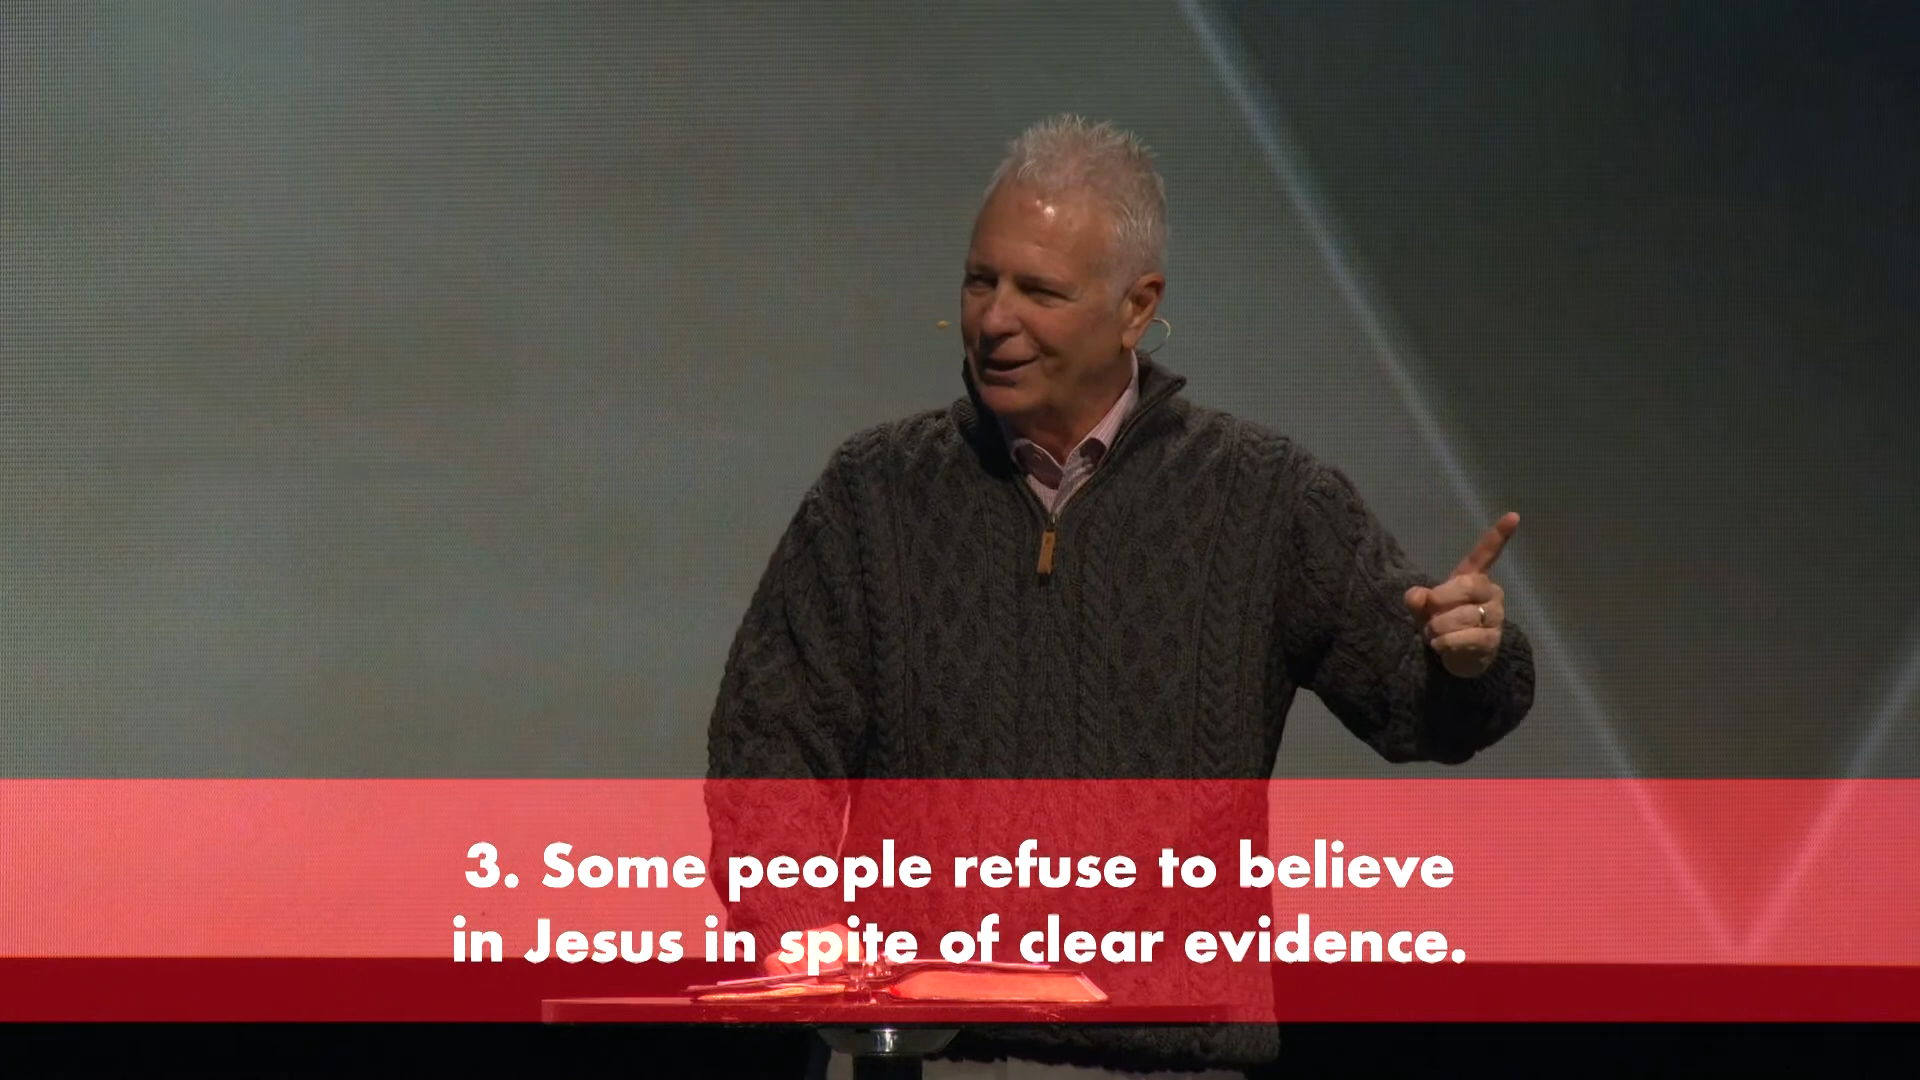 3. Some people refuse to believe
in Jesus in spite of clear evidence.